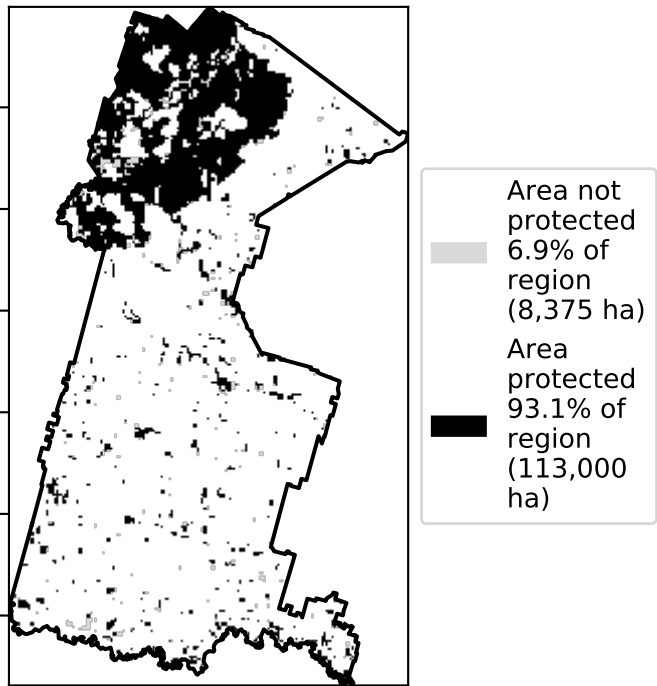 Area not
protected
6.9% of
region
(8,375 ha)
Area
protected
93.1% of
region
(113,000
ha)